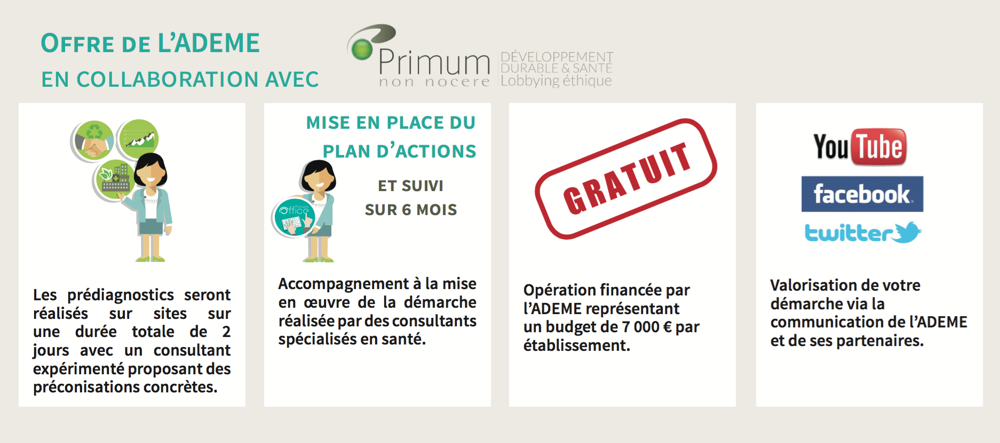 OFFRE DE L'ADEME
EN COLLABORATION AVEC
Primum
non nocere
DÉVELOPPEMENT
DURABLE & SANTÉ
Lobbying éthique
Primum
Les prédiagnostics seront
réalisés sur sites sur
une durée totale de 2
jours avec un consultant
expérimenté proposant des
préconisations concrètes.
MISE EN PLACE DU
PLAN D'ACTIONS
ET SUIVI
SUR 6 MOIS
Primum
Office
Primum
Accompagnement à la mise
en œuvre de la démarche
réalisée par des consultants
spécialisés en santé.
GRATUIT
Opération financée par
l'ADEME représentant
un budget de 7 000 € par
établissement.
YouTube
facebook.
twitter
Valorisation de votre
démarche via la
communication de l'ADEME
et de ses partenaires.